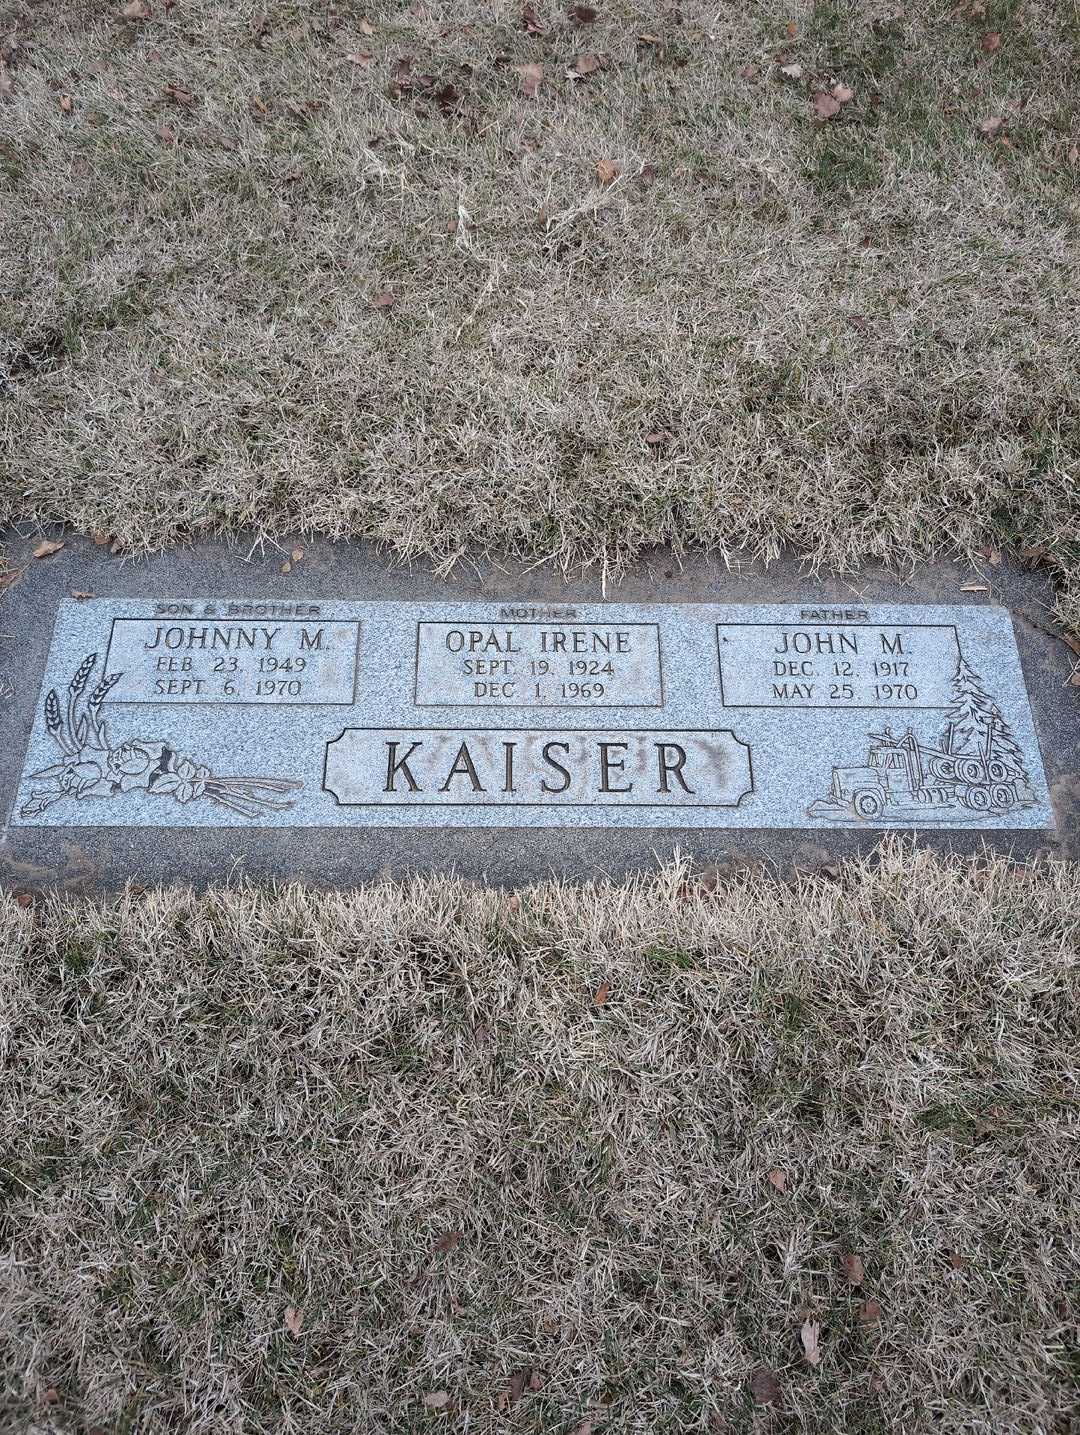 SON & BROTHER
JOHNNY M.
FEB. 23, 1949
SEPT. 6, 1970
MOTHER
OPAL IRENE
SEPT. 19, 1924
DEC. 1, 1969
FATHER
JOHN M.
DEC. 12, 1917
MAY 25, 1970
KAISER